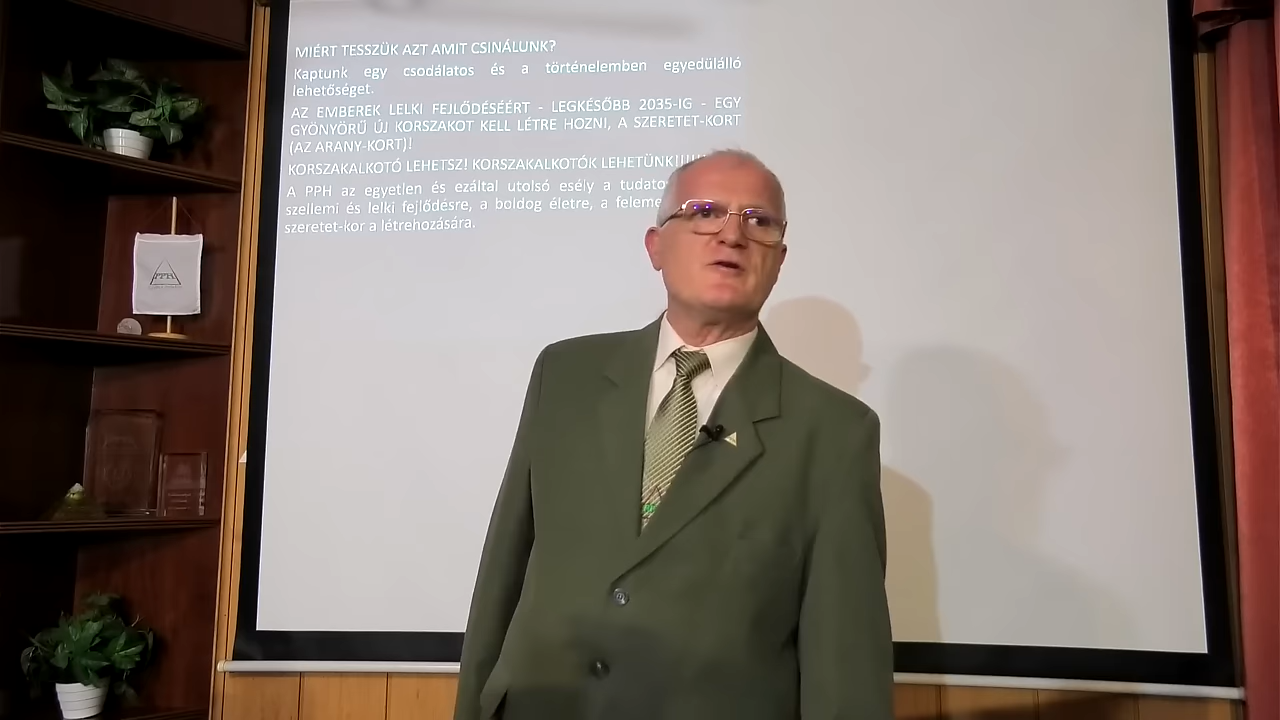 MIÉRT TESSZÜK AZT AMIT CSINÁLUNK?
Kaptunk egy csodálatos és a történelemben egyedülálló
lehetőséget.
AZ EMBEREK LELKI FEJLŐDÉSÉÉRT - LEGKÉSŐBB 2035-IG - EGY
GYÖNYÖRŰ ÚJ KORSZAKOT KELL LÉTRE HOZNI, A SZERETET-KORT
(AZ ARANY-KORT)!
KORSZAKALKOTÓ LEHETSZ! KORSZAKALKOTÓK LEHETÜNK!!!!!
A PPH az egyetlen és ezáltal utolsó esély a
szellemi és lelki fejlődésre, a boldog életre, a
szeretet-kor a létrehozására.
PPH